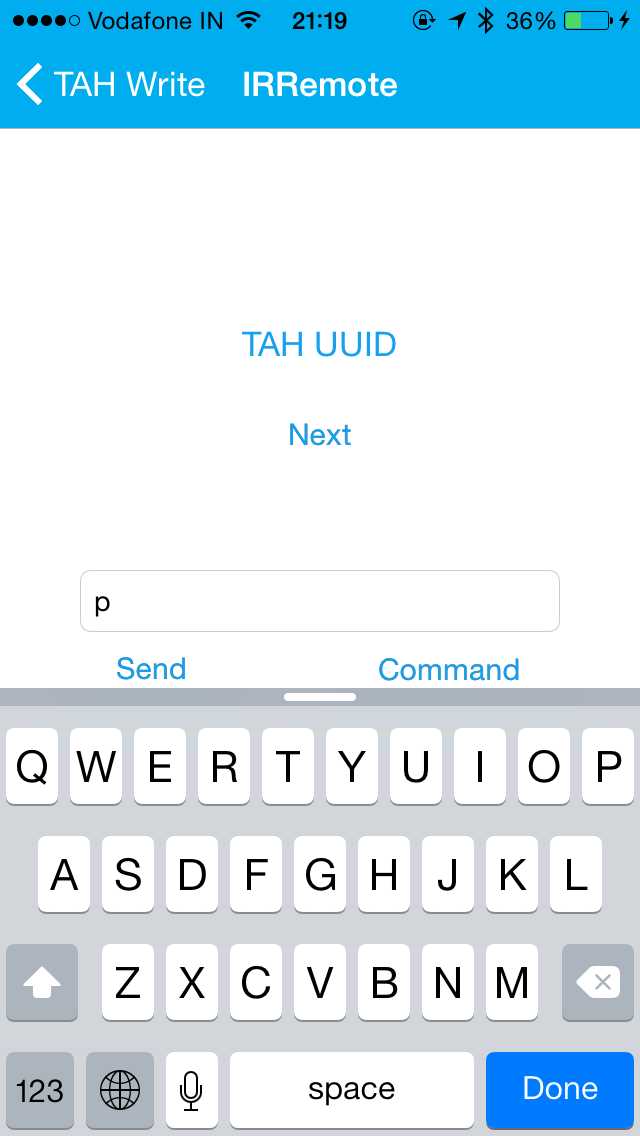 Vodafone IN 21:19 36%
TAH Write IRRemote
TAH UUID
Next
p
Send Command
Q W E R T Y U I O P
A S D F G H J K L
Z X C V B N M
123 space Done